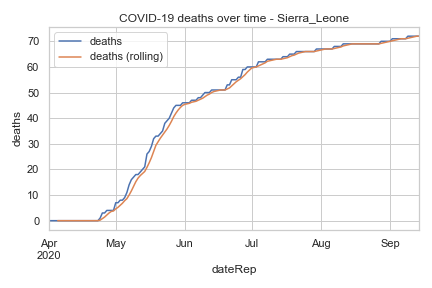 COVID-19 deaths over time - Sierra_Leone
deaths
deaths (rolling)
deaths
70
60
50
40
30
20
10
0
Apr
2020
May
Jun
Jul
Aug
Sep
dateRep